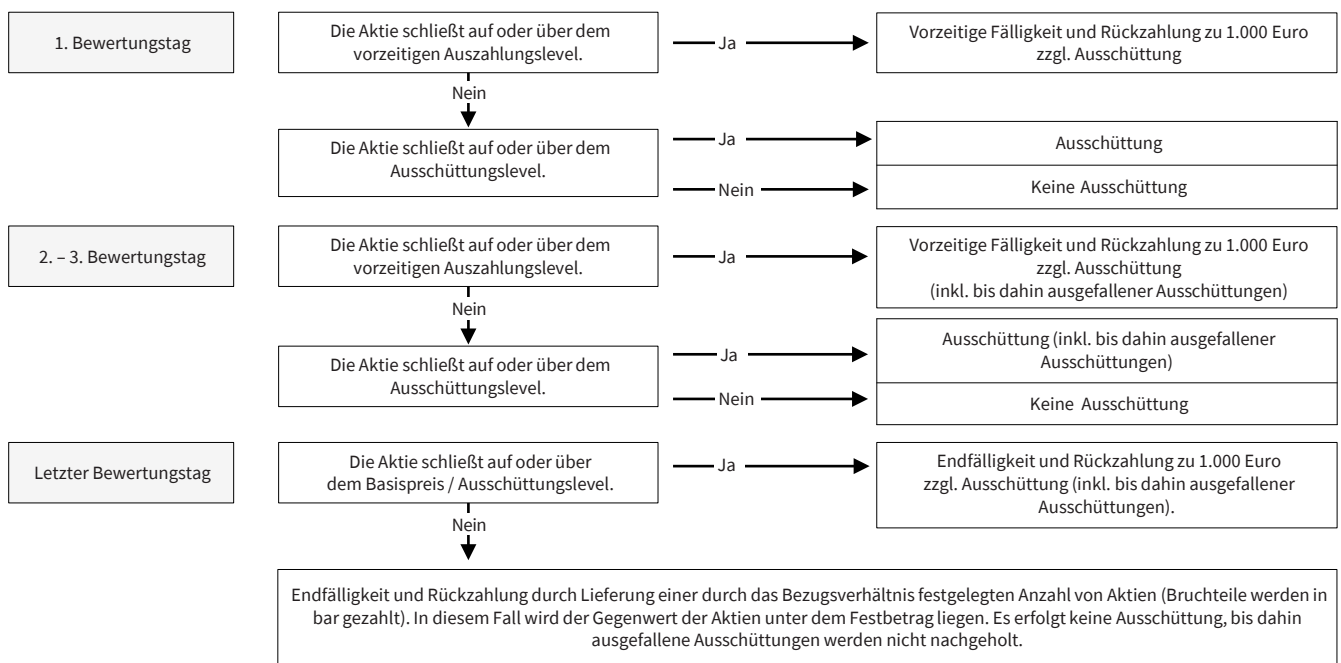 1. Bewertungstag
Die Aktie schließt auf oder über dem
vorzeitigen Auszahlungslevel.
Ja
Vorzeitige Fälligkeit und Rückzahlung zu 1.000 Euro
zzgl. Ausschüttung
Nein
Die Aktie schließt auf oder über dem
Ausschüttungslevel.
Ja
Ausschüttung
Nein
Keine Ausschüttung
2. – 3. Bewertungstag
Die Aktie schließt auf oder über dem
vorzeitigen Auszahlungslevel.
Ja
Vorzeitige Fälligkeit und Rückzahlung zu 1.000 Euro
zzgl. Ausschüttung
(inkl. bis dahin ausgefallener Ausschüttungen)
Nein
Die Aktie schließt auf oder über dem
Ausschüttungslevel.
Ja
Ausschüttung (inkl. bis dahin ausgefallener
Ausschüttungen)
Nein
Keine Ausschüttung
Letzter Bewertungstag
Die Aktie schließt auf oder über
dem Basispreis / Ausschüttungslevel.
Ja
Endfälligkeit und Rückzahlung zu 1.000 Euro
zzgl. Ausschüttung (inkl. bis dahin ausgefallener
Ausschüttungen).
Nein
Endfälligkeit und Rückzahlung durch Lieferung einer durch das Bezugsverhältnis festgelegten Anzahl von Aktien (Bruchteile werden in
bar gezahlt). In diesem Fall wird der Gegenwert der Aktien unter dem Festbetrag liegen. Es erfolgt keine Ausschüttung, bis dahin
ausgefallene Ausschüttungen werden nicht nachgeholt.